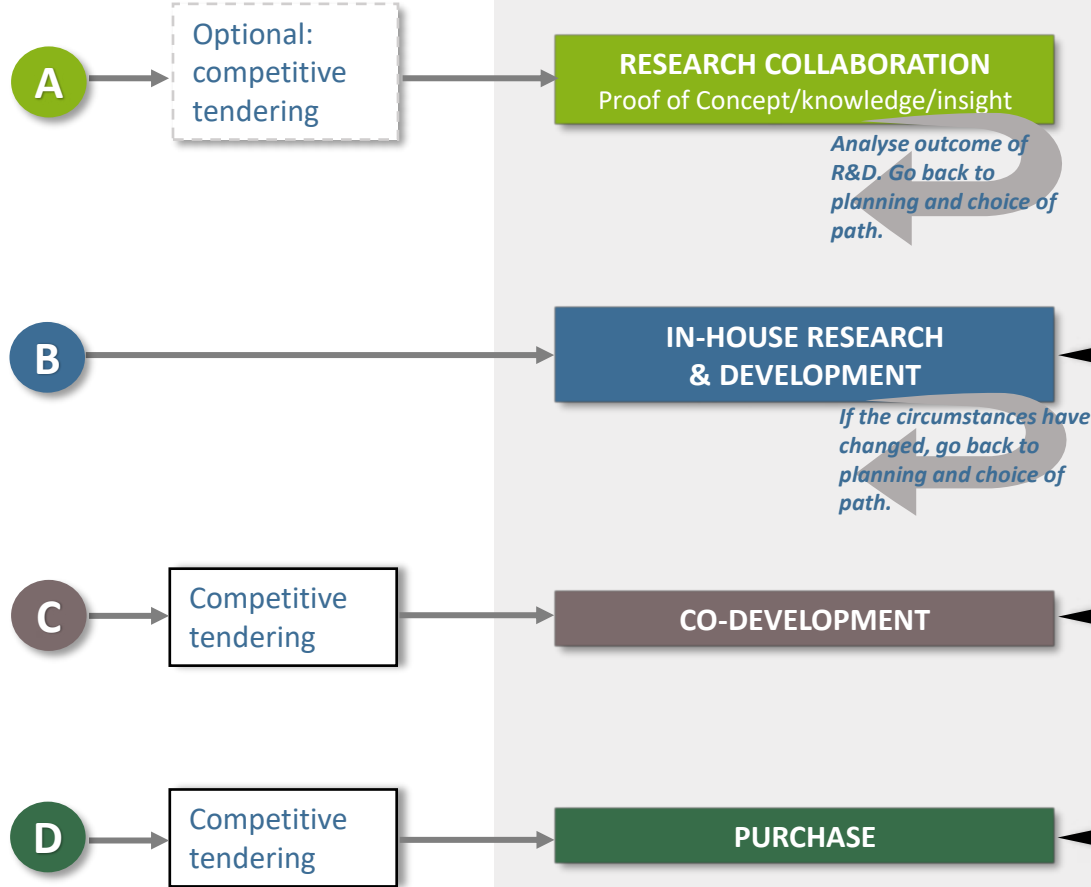 A
Optional:
competitive
tendering
RESEARCH COLLABORATION
Proof of Concept/knowledge/insight
Analyse outcome of
R&D. Go back to
planning and choice of
path.
B
IN-HOUSE RESEARCH
& DEVELOPMENT
If the circumstances have
changed, go back to
planning and choice of
path.
C
Competitive
tendering
CO-DEVELOPMENT
D
Competitive
tendering
PURCHASE